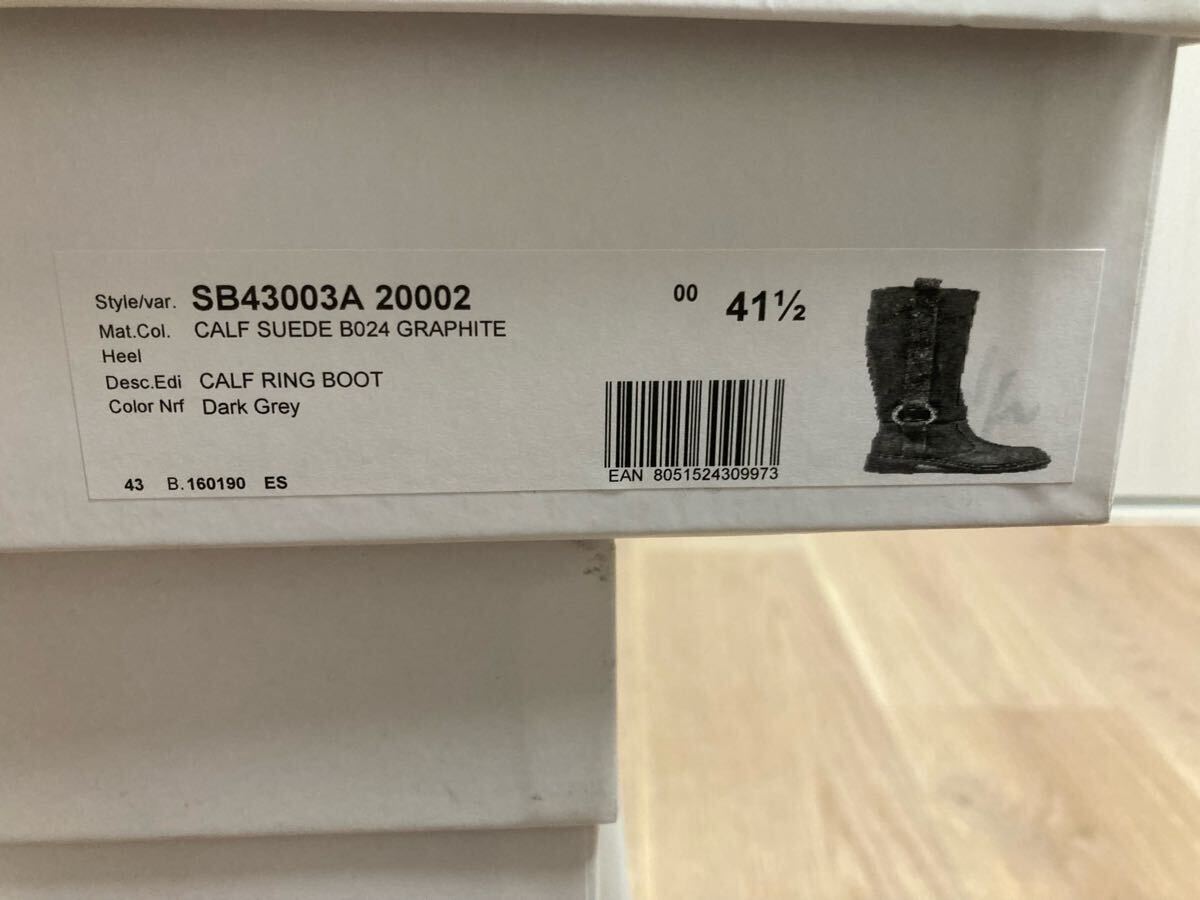 Style/var. SB43003A 20002
00 41½
Mat.Col. CALF SUEDE B024 GRAPHITE
Heel
Desc.Edi CALF RING BOOT
Color Nrf Dark Grey
EAN 8051524309973
43 B.160190 ES